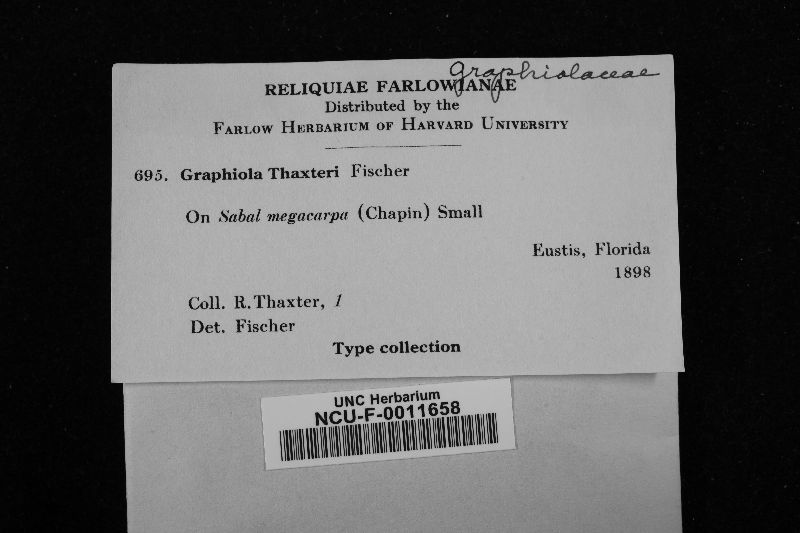 Graphiolaceae
RELIQUIAE FARLOWIANAE
Distributed by the
FARLOW HERBARIUM OF HARVARD UNIVERSITY
695. Graphiola Thaxteri Fischer
On Sabal megacarpa (Chapin) Small
Eustis, Florida
1898
Coll. R. Thaxter, 1
Det. Fischer
Type collection
UNC Herbarium
NCU-F-0011658